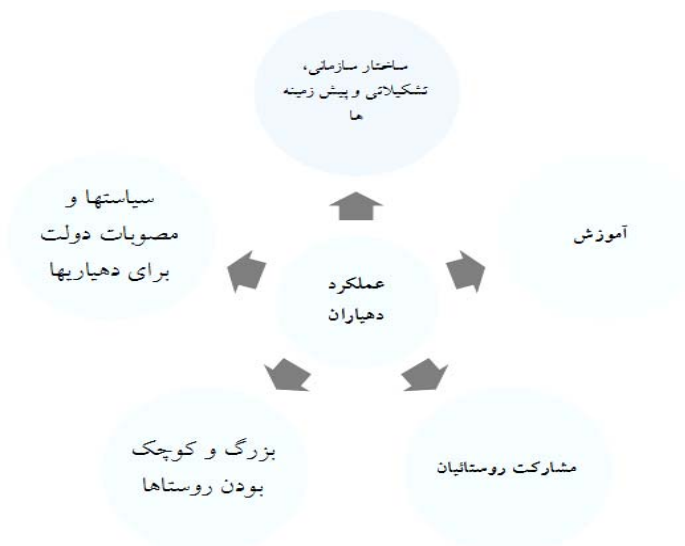 ساختار سازمانی،
تشکیلاتی و پیش زمینه
ها
سیاستها و
مصوبات دولت
برای دهیاریها
آموزش
عملکرد
دهیاران
بزرگ و کوچک
بودن روستاها
مشارکت روستائیان